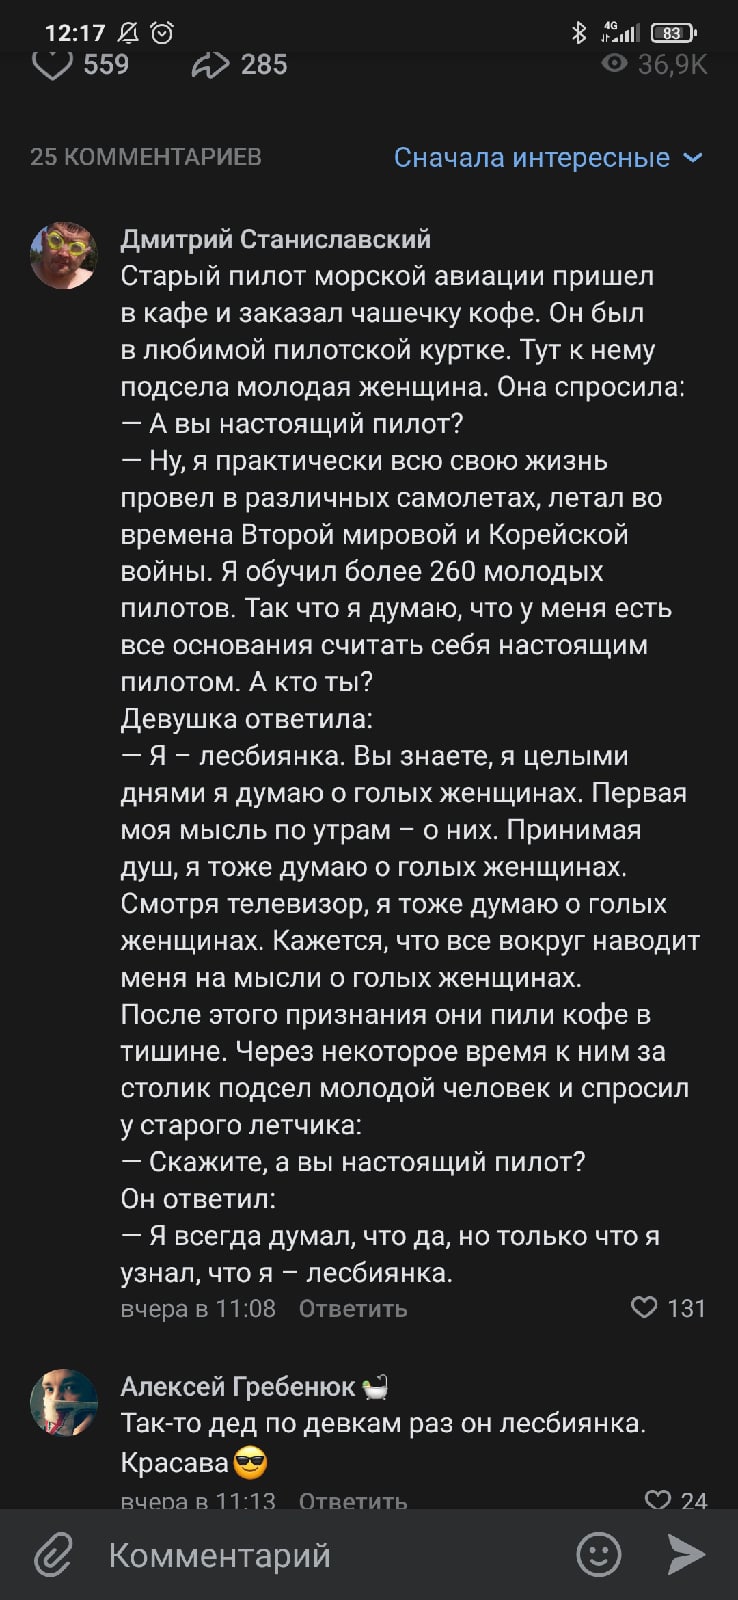 12:17
4G
83
559
285
36,9K
25 КОММЕНТАРИЕВ
Сначала интересные
Дмитрий Станиславский
Старый пилот морской авиации пришел
в кафе и заказал чашечку кофе. Он был
в любимой пилотской куртке. Тут к нему
подсела молодая женщина. Она спросила:
— А вы настоящий пилот?
— Ну, я практически всю свою жизнь
провел в различных самолетах, летал во
времена Второй мировой и Корейской
войны. Я обучил более 260 молодых
пилотов. Так что я думаю, что у меня есть
все основания считать себя настоящим
пилотом. А кто ты?
Девушка ответила:
— Я – лесбиянка. Вы знаете, я целыми
днями я думаю о голых женщинах. Первая
моя мысль по утрам – о них. Принимая
душ, я тоже думаю о голых женщинах.
Смотря телевизор, я тоже думаю о голых
женщинах. Кажется, что все вокруг наводит
меня на мысли о голых женщинах.
После этого признания они пили кофе в
тишине. Через некоторое время к ним за
столик подсел молодой человек и спросил
у старого летчика:
— Скажите, а вы настоящий пилот?
Он ответил:
— Я всегда думал, что да, но только что я
узнал, что я – лесбиянка.
вчера в 11:08 Ответить
131
Алексей Гребенюк
Так-то дед по девкам раз он лесбиянка.
Красава😎
вчера в 11:13 Ответить
24
Комментарий